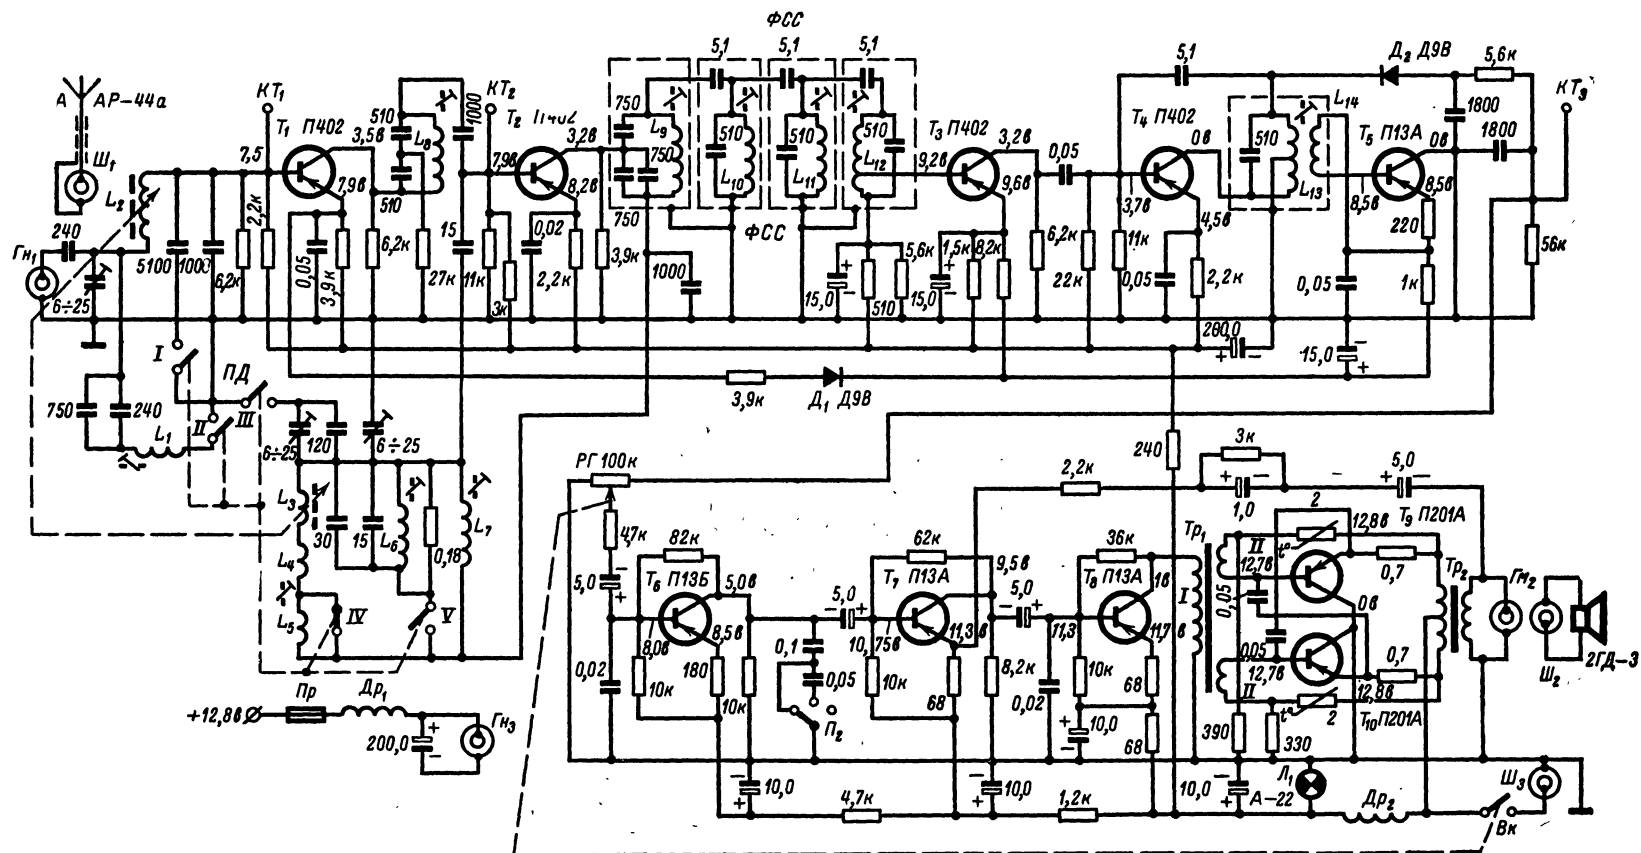 ФСС
5,1
5,1
5,1
5,1
Д₂ Д9В
5,6к
А АР-44а
КТ₁
КТ₂
КТ₃
Ш₁
Т₁ П402
3,5в
510
L₈
1000
Т₂ П402
3,2в
750
L₉
750
510
L₁₀
510
L₁₁
510
L₁₂
9,2в
Т₃ П402
3,2в
0,05
Т₄ П402
0в
510
L₁₃
L₁₄
Т₅ П13А
0в
1800
1800
7,5
7,9в
510
7,9в
8,2в
750
ФСС
9,6в
3,7в
4,5в
8,5в
8,5в
220
L₂
240
Гн₁
6÷25
5100
1000
6,2к
2,2к
0,05
3,9к
6,2к
27к
15
11к
3к
0,02
2,2к
3,9к
1000
15,0
510
5,6к
15,0
1,5к
8,2к
6,2к
22к
11к
0,05
2,2к
0,05
1к
56к
200,0
15,0
I
ПД
3,9к
Д₁ Д9В
750
240
L₁
II
III
6÷25
120
6÷25
L₃
30
15
L₆
0,18
L₇
L₄
L₅
IV
V
РГ 100к
47к
82к
5,0
Т₆ П13Б
5,0в
8,0в
8,5в
0,02
10к
180
10к
0,1
0,05
П₂
10,0
5,0
62к
Т₇ П13А
9,5в
10,75в
11,3в
10к
68
8,2к
10,0
4,7к
240
2,2к
3к
1,0
5,0
5,0
36к
Т₈ П13А
1в
11,3
11,7в
0,02
10к
68
10,0
68
1,2к
Тр₁
I
II
II
2
t°
12,8в
Т₉ П201А
12,7в
0,05
0,7
0в
0,05
12,7в
0,7
12,8в
t°
2
Т₁₀ П201А
390
330
10,0
Л₁
А-22
Др₂
Тр₂
Гм₂
Ш₂
2ГД-3
Ш₃
Вк
Пр
Др₁
+12,8в
200,0
Гн₃